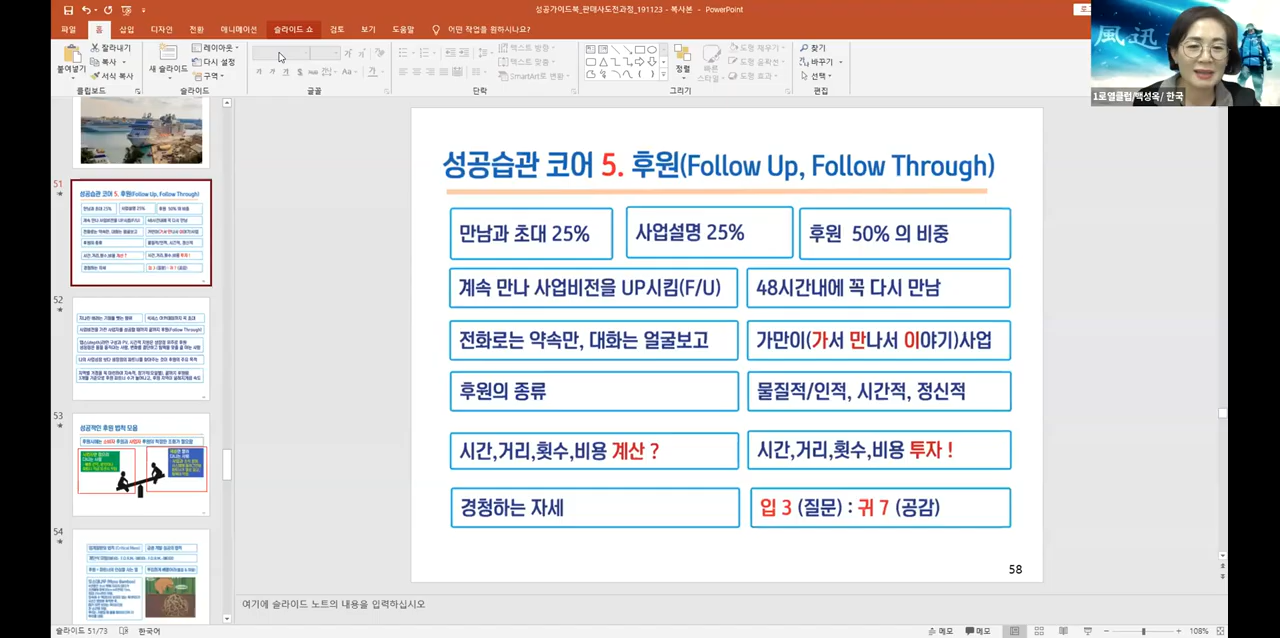 성공가이드북_판데사도전과정_191123 - 복사본 - PowerPoint
파일 홈 삽입 디자인 전환 애니메이션 슬라이드 쇼 검토 보기 도움말 어떤 작업을 원하시나요?
붙여넣기 잘라내기 복사 서식 복사 클립보드
새 슬라이드 레이아웃 다시 설정 구역 슬라이드
글꼴
텍스트 방향 텍스트 맞춤 SmartArt로 변환 단락
정렬 빠른 스타일 도형 채우기 도형 윤곽선 도형 효과 그리기
찾기 바꾸기 선택 편집
1로열클럽/백성옥/ 한국
51
52
53
성공적인 후원 법칙 모음
54
성공습관 코어 5. 후원(Follow Up, Follow Through)
만남과 초대 25% 사업설명 25% 후원 50% 의 비중
계속 만나 사업비전을 UP시킴(F/U) 48시간내에 꼭 다시 만남
전화로는 약속만, 대화는 얼굴보고 가만이(가서 만나서 이야기)사업
후원의 종류 물질적/인적, 시간적, 정신적
시간,거리,횟수,비용 계산 ? 시간,거리,횟수,비용 투자 !
경청하는 자세 입 3 (질문) : 귀 7 (공감)
58
여기에 슬라이드 노트의 내용을 입력하십시오
슬라이드 51/73 한국어 메모 메모 108%